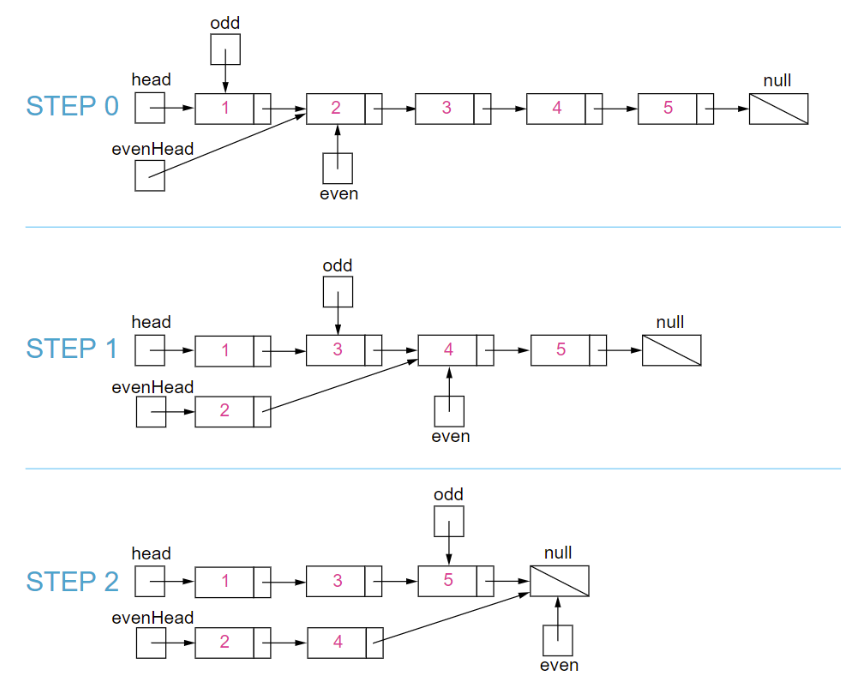 odd
head
null
STEP 0
1
2
3
4
5
evenHead
even
odd
head
null
STEP 1
1
3
4
5
evenHead
2
even
odd
head
null
STEP 2
1
3
5
evenHead
2
4
even